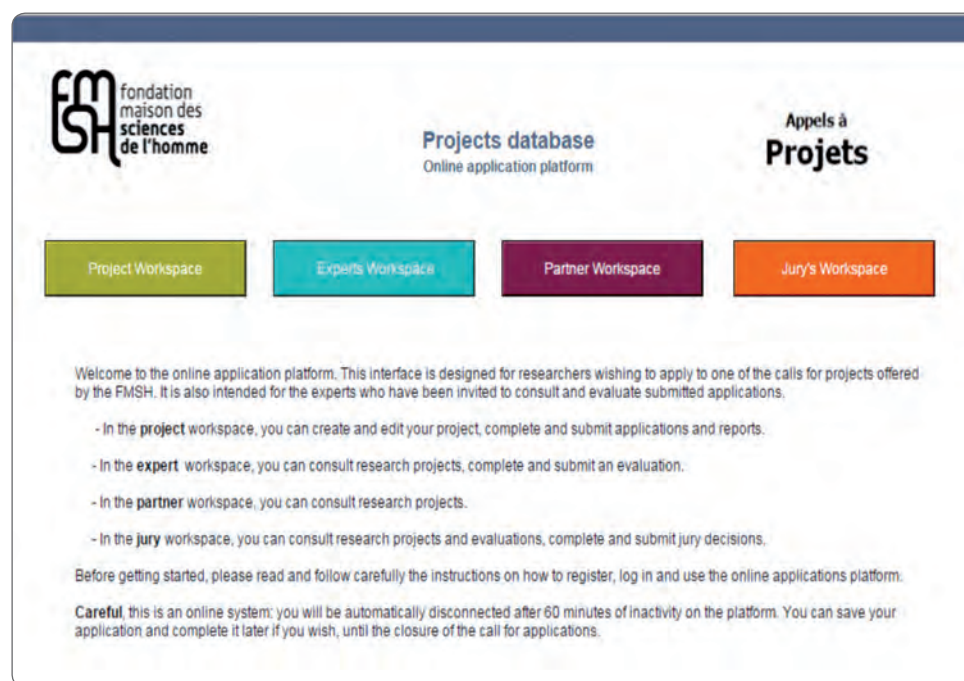 fondation
maison des
sciences
de l'homme
Projects database
Online application platform
Appels à
Projets
Project Workspace
Experts Workspace
Partner Workspace
Jury's Workspace
Welcome to the online application platform. This interface is designed for researchers wishing to apply to one of the calls for projects offered
by the FMSH. It is also intended for the experts who have been invited to consult and evaluate submitted applications.
- In the project workspace, you can create and edit your project, complete and submit applications and reports.
- In the expert workspace, you can consult research projects, complete and submit an evaluation.
- In the partner workspace, you can consult research projects.
- In the jury workspace, you can consult research projects and evaluations, complete and submit jury decisions.
Before getting started, please read and follow carefully the instructions on how to register, log in and use the online applications platform.
Careful, this is an online system: you will be automatically disconnected after 60 minutes of inactivity on the platform. You can save your
application and complete it later if you wish, until the closure of the call for applications.
FMSH